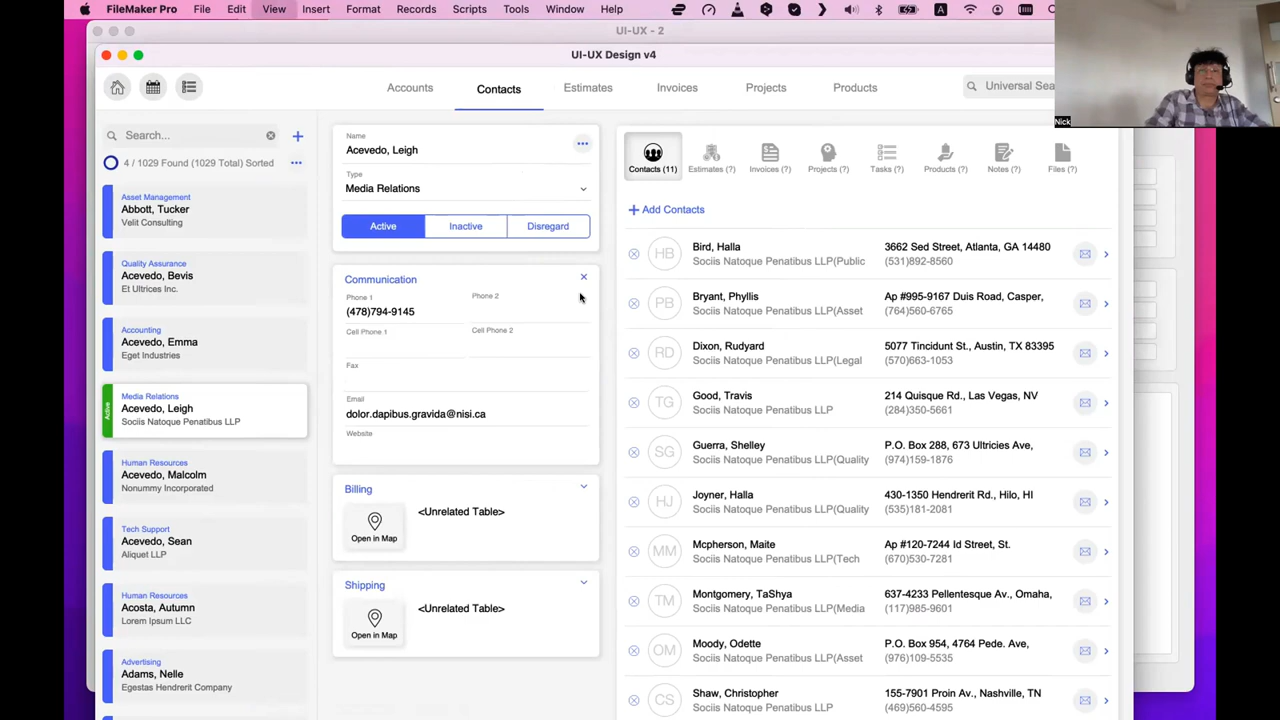 FileMaker Pro File Edit View Insert Format Records Scripts Tools Window Help
UI-UX - 2
UI-UX Design v4
Accounts Contacts Estimates Invoices Projects Products
Universal Sea
Nick
Search...
4 / 1029 Found (1029 Total) Sorted
Asset Management
Abbott, Tucker
Velit Consulting
Quality Assurance
Acevedo, Bevis
Et Ultrices Inc.
Accounting
Acevedo, Emma
Eget Industries
Active
Media Relations
Acevedo, Leigh
Sociis Natoque Penatibus LLP
Human Resources
Acevedo, Malcolm
Nonummy Incorporated
Tech Support
Acevedo, Sean
Aliquet LLP
Human Resources
Acosta, Autumn
Lorem Ipsum LLC
Advertising
Adams, Nelle
Egestas Hendrerit Company
Name
Acevedo, Leigh
Type
Media Relations
Active Inactive Disregard
Communication
Phone 1 Phone 2
(478)794-9145
Cell Phone 1 Cell Phone 2
Fax
Email
dolor.dapibus.gravida@nisi.ca
Website
Billing
<Unrelated Table>
Open in Map
Shipping
<Unrelated Table>
Open in Map
Contacts (11) Estimates (?) Invoices (?) Projects (?) Tasks (?) Products (?) Notes (?) Files (?)
Add Contacts
HB Bird, Halla 3662 Sed Street, Atlanta, GA 14480
Sociis Natoque Penatibus LLP(Public (531)892-8560
PB Bryant, Phyllis Ap #995-9167 Duis Road, Casper,
Sociis Natoque Penatibus LLP(Asset (764)560-6765
RD Dixon, Rudyard 5077 Tincidunt St., Austin, TX 83395
Sociis Natoque Penatibus LLP(Legal (570)663-1053
TG Good, Travis 214 Quisque Rd., Las Vegas, NV
Sociis Natoque Penatibus LLP (284)350-5661
SG Guerra, Shelley P.O. Box 288, 673 Ultricies Ave,
Sociis Natoque Penatibus LLP(Quality (974)159-1876
HJ Joyner, Halla 430-1350 Hendrerit Rd., Hilo, HI
Sociis Natoque Penatibus LLP(Quality (535)181-2081
MM Mcpherson, Maite Ap #120-7244 Id Street, St.
Sociis Natoque Penatibus LLP(Tech (670)530-7281
TM Montgomery, TaShya 637-4233 Pellentesque Av., Omaha,
Sociis Natoque Penatibus LLP(Media (117)985-9601
OM Moody, Odette P.O. Box 954, 4764 Pede. Ave,
Sociis Natoque Penatibus LLP(Asset (976)109-5535
CS Shaw, Christopher 155-7901 Proin Av., Nashville, TN
Sociis Natoque Penatibus LLP (469)560-4595